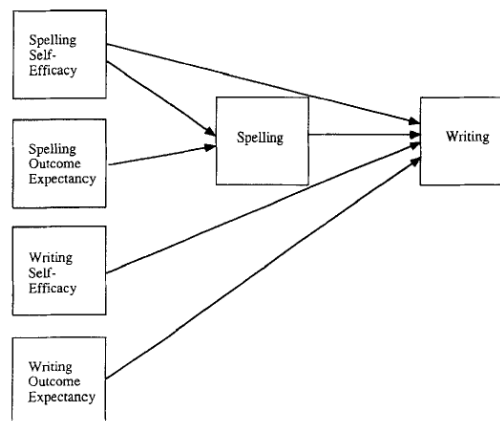 Spelling
Self-
Efficacy
Spelling
Outcome
Expectancy
Spelling
Writing
Writing
Self-
Efficacy
Writing
Outcome
Expectancy